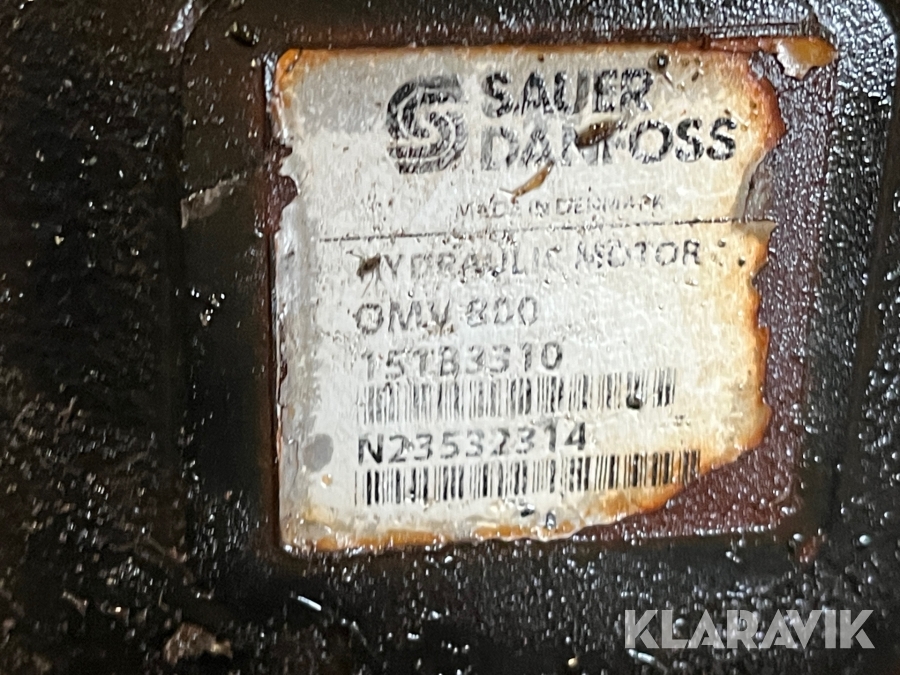 SAUER
DANFOSS
MADE IN DENMARK
HYDRAULIC MOTOR
OMV 800
151B3310
N23532314
KLARAVIK